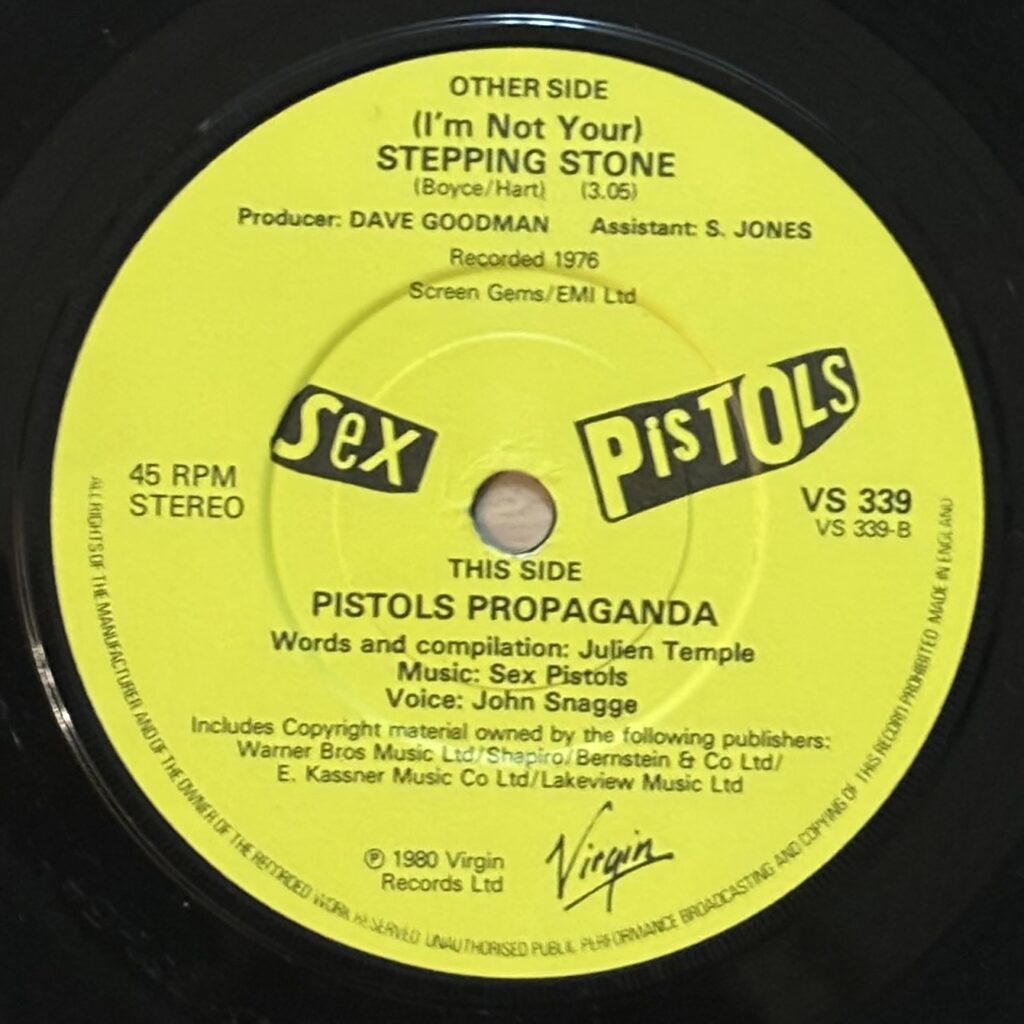 OTHER SIDE
(I'm Not Your)
STEPPING STONE
(Boyce/Hart) (3.05)
Producer: DAVE GOODMAN Assistant: S. JONES
Recorded 1976
Screen Gems/EMI Ltd
Sex PiSTOLS
45 RPM
STEREO
VS 339
VS 339-B
THIS SIDE
PISTOLS PROPAGANDA
Words and compilation: Julien Temple
Music: Sex Pistols
Voice: John Snagge
Includes Copyright material owned by the following publishers:
Warner Bros Music Ltd/Shapiro/Bernstein & Co Ltd/
E. Kassner Music Co Ltd/Lakeview Music Ltd
℗ 1980 Virgin
Records Ltd
Virgin
ALL RIGHTS OF THE MANUFACTURER AND OF THE OWNER OF THE RECORDED WORK RESERVED UNAUTHORISED PUBLIC PERFORMANCE BROADCASTING AND COPYING OF THIS RECORD PROHIBITED MADE IN ENGLAND